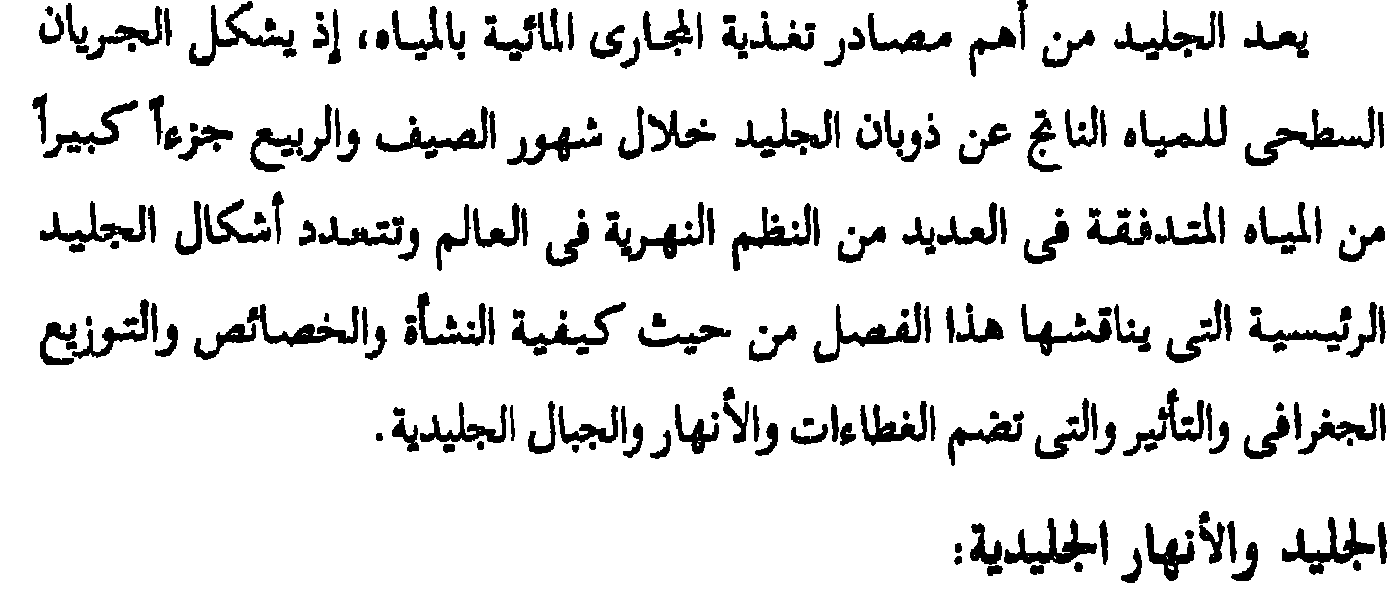 يعد الجليد من أهم مصادر تغذية المجارى المائية بالمياه، إذ يشكل الجريان
السطحى للمياه الناتج عن ذوبان الجليد خلال شهور الصيف والربيع جزءاً كبيراً
من المياه المتدفقة فى العديد من النظم النهرية فى العالم وتتعدد أشكال الجليد
الرئيسية التى يناقشها هذا الفصل من حيث كيفية النشأة والخصائص والتوزيع
الجغرافى والتأثير والتى تضم الغطاءات والأنهار والجبال الجليدية.
الجليد والأنهار الجليدية: